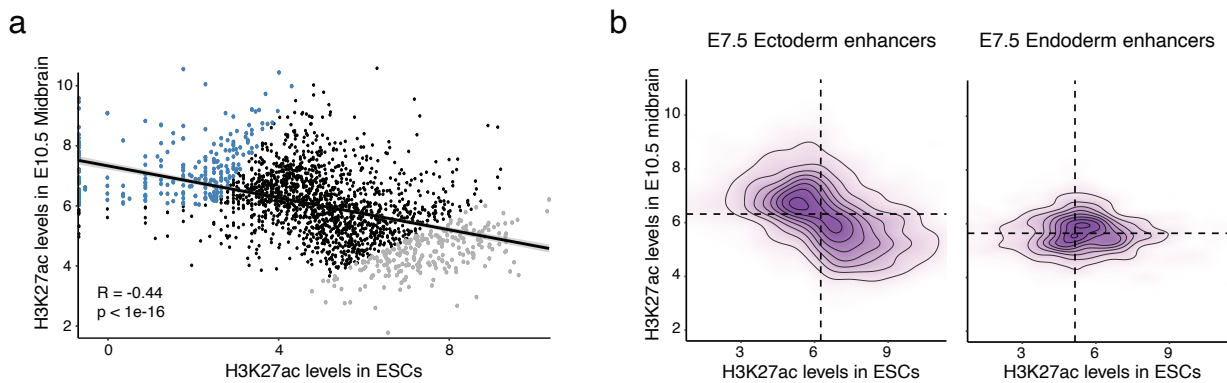 a
H3K27ac levels in E10.5 Midbrain
10
8
6
4
2
R = -0.44
p < 1e-16
0
4
8
H3K27ac levels in ESCs
b
E7.5 Ectoderm enhancers
E7.5 Endoderm enhancers
H3K27ac levels in E10.5 midbrain
10
8
6
4
2
3
6
9
H3K27ac levels in ESCs
3
6
9
H3K27ac levels in ESCs